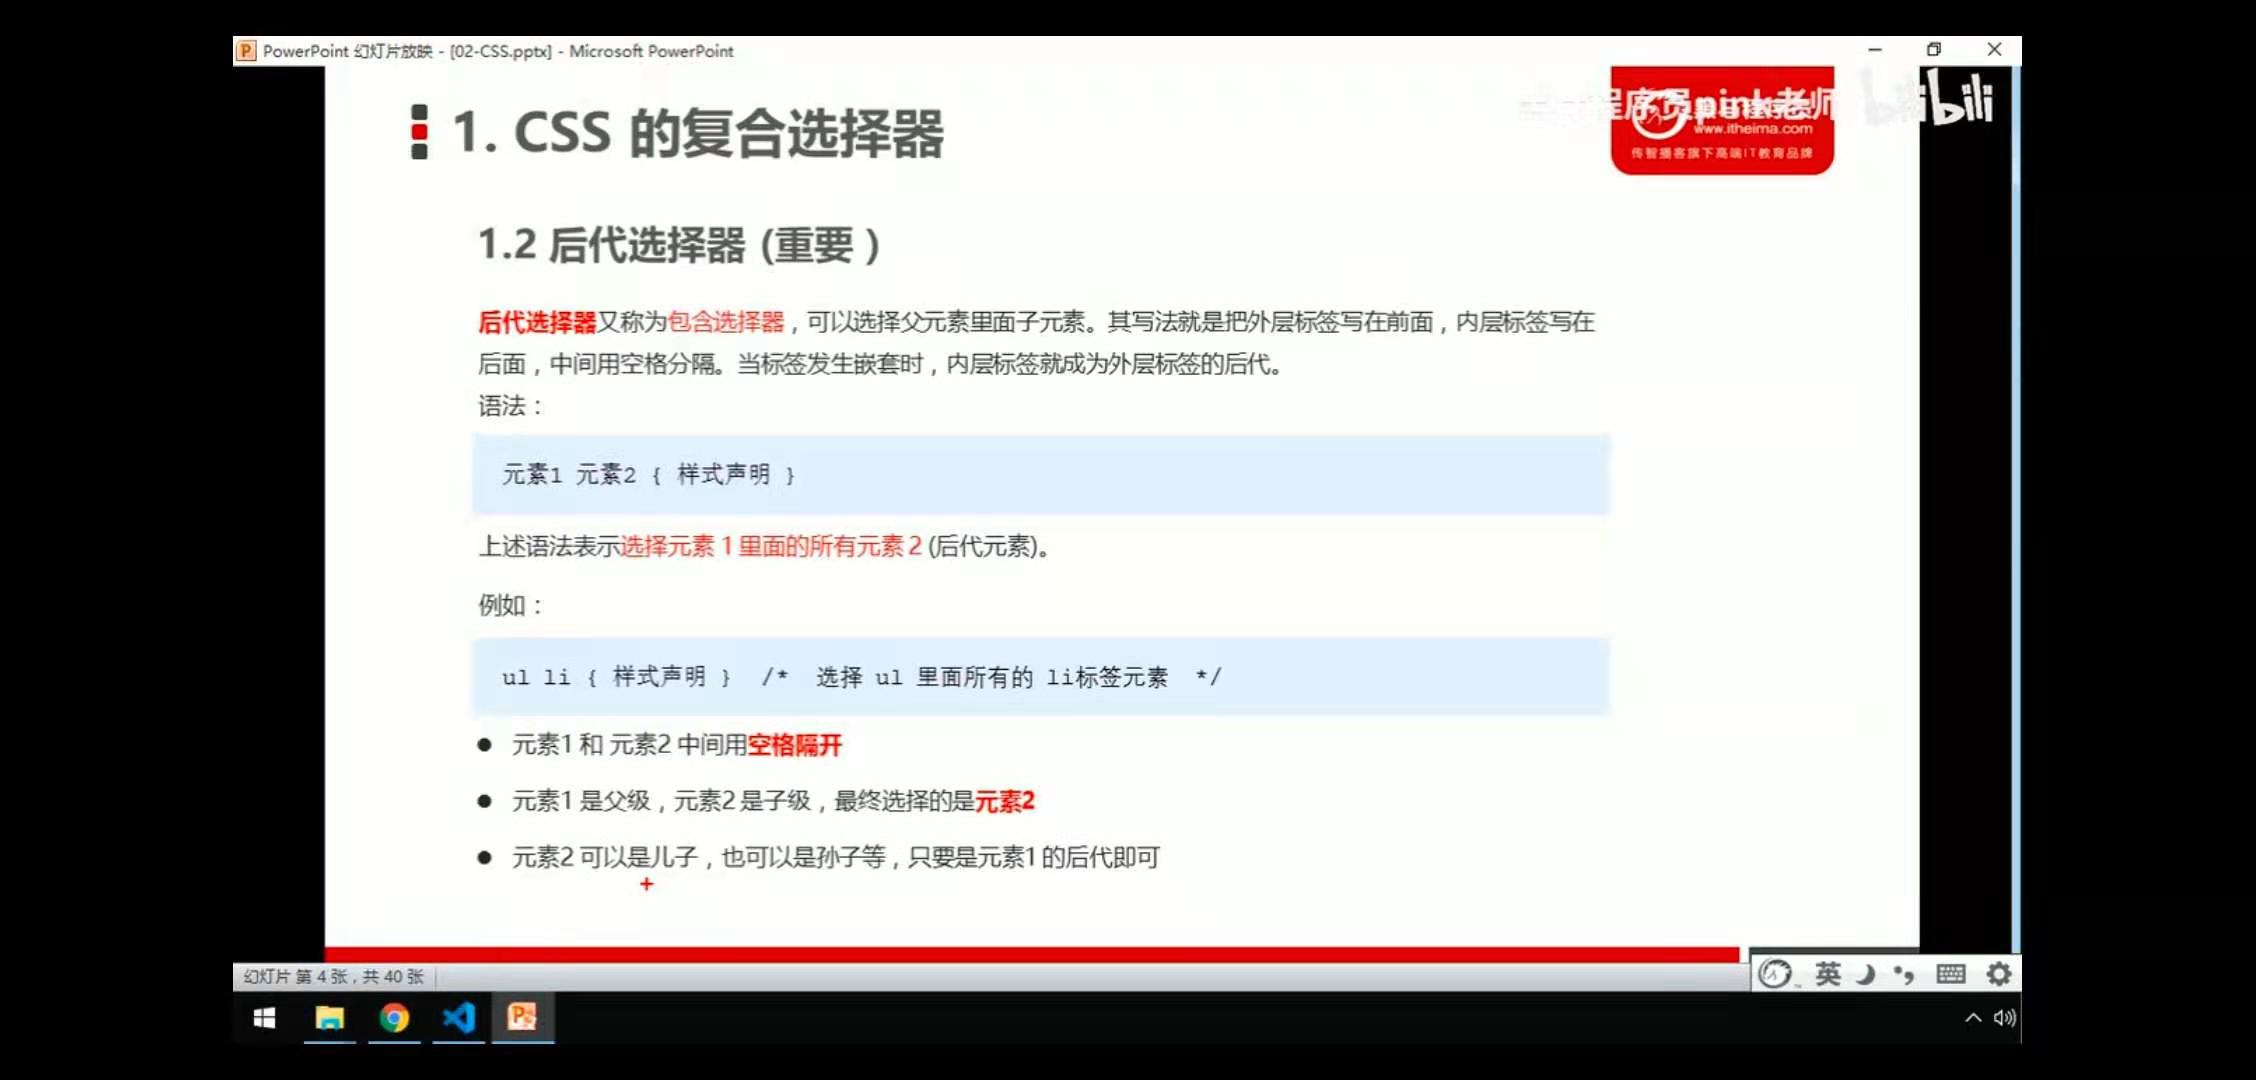 PowerPoint 幻灯片放映 - [02-CSS.pptx] - Microsoft PowerPoint
程序员pink老师
bilibili
www.itheima.com
传智播客旗下高端IT教育品牌
1. CSS 的复合选择器
1.2 后代选择器 (重要）
后代选择器又称为包含选择器，可以选择父元素里面子元素。其写法就是把外层标签写在前面，内层标签写在
后面，中间用空格分隔。当标签发生嵌套时，内层标签就成为外层标签的后代。
语法：
元素1 元素2 { 样式声明 }
上述语法表示选择元素 1 里面的所有元素 2 (后代元素)。
例如：
ul li { 样式声明 } /* 选择 ul 里面所有的 li标签元素 */
● 元素1 和 元素2 中间用空格隔开
● 元素1 是父级，元素2 是子级，最终选择的是元素2
● 元素2 可以是儿子，也可以是孙子等，只要是元素1 的后代即可
幻灯片 第 4 张，共 40 张
英